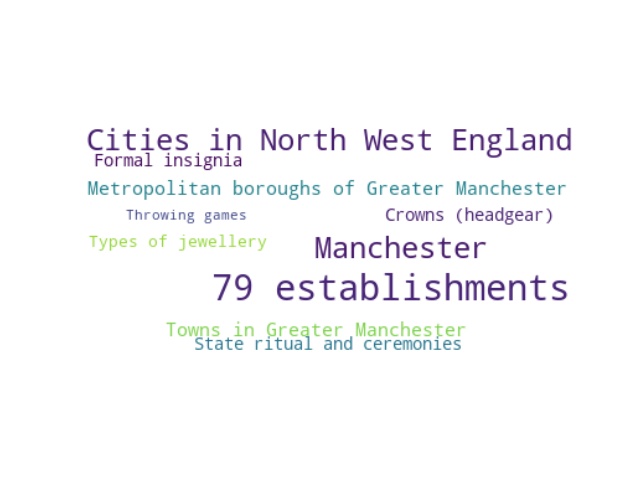 Cities in North West England
Formal insignia
Metropolitan boroughs of Greater Manchester
Throwing games
Crowns (headgear)
Types of jewellery
Manchester
79 establishments
Towns in Greater Manchester
State ritual and ceremonies